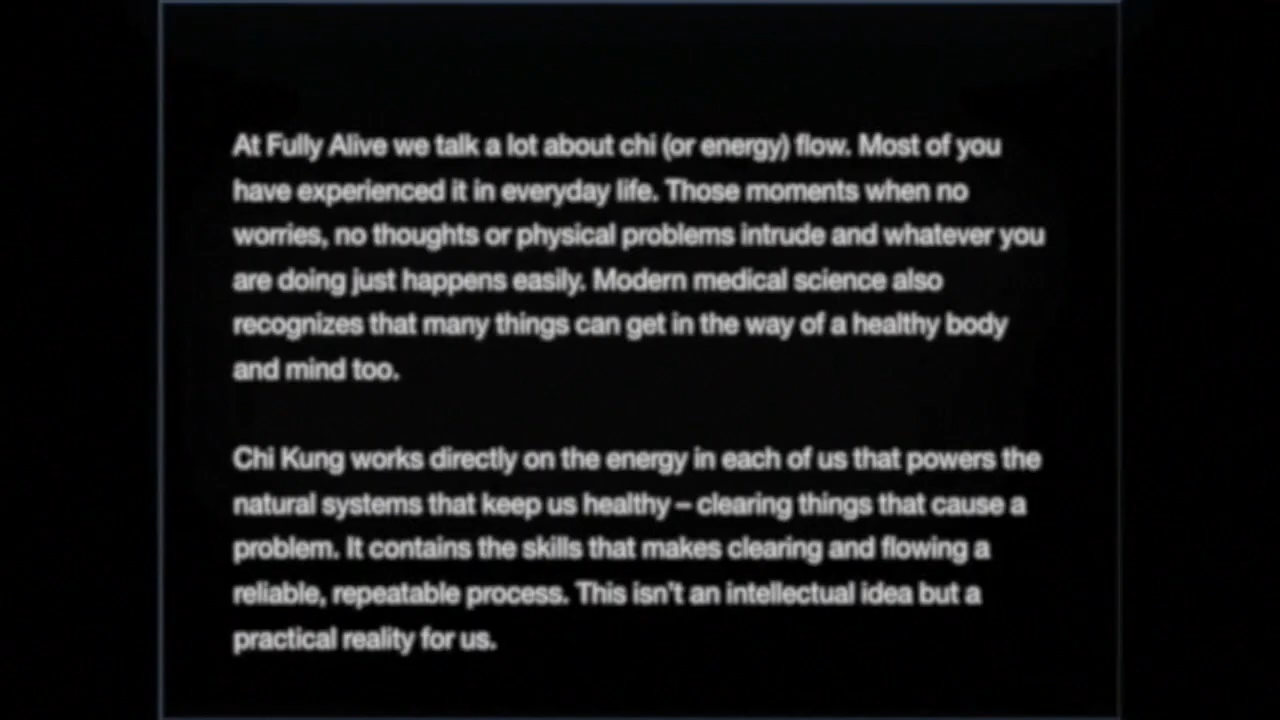 At Fully Alive we talk a lot about chi (or energy) flow. Most of you
have experienced it in everyday life. Those moments when no
worries, no thoughts or physical problems intrude and whatever you
are doing just happens easily. Modern medical science also
recognizes that many things can get in the way of a healthy body
and mind too.
Chi Kung works directly on the energy in each of us that powers the
natural systems that keep us healthy – clearing things that cause a
problem. It contains the skills that makes clearing and flowing a
reliable, repeatable process. This isn't an intellectual idea but a
practical reality for us.